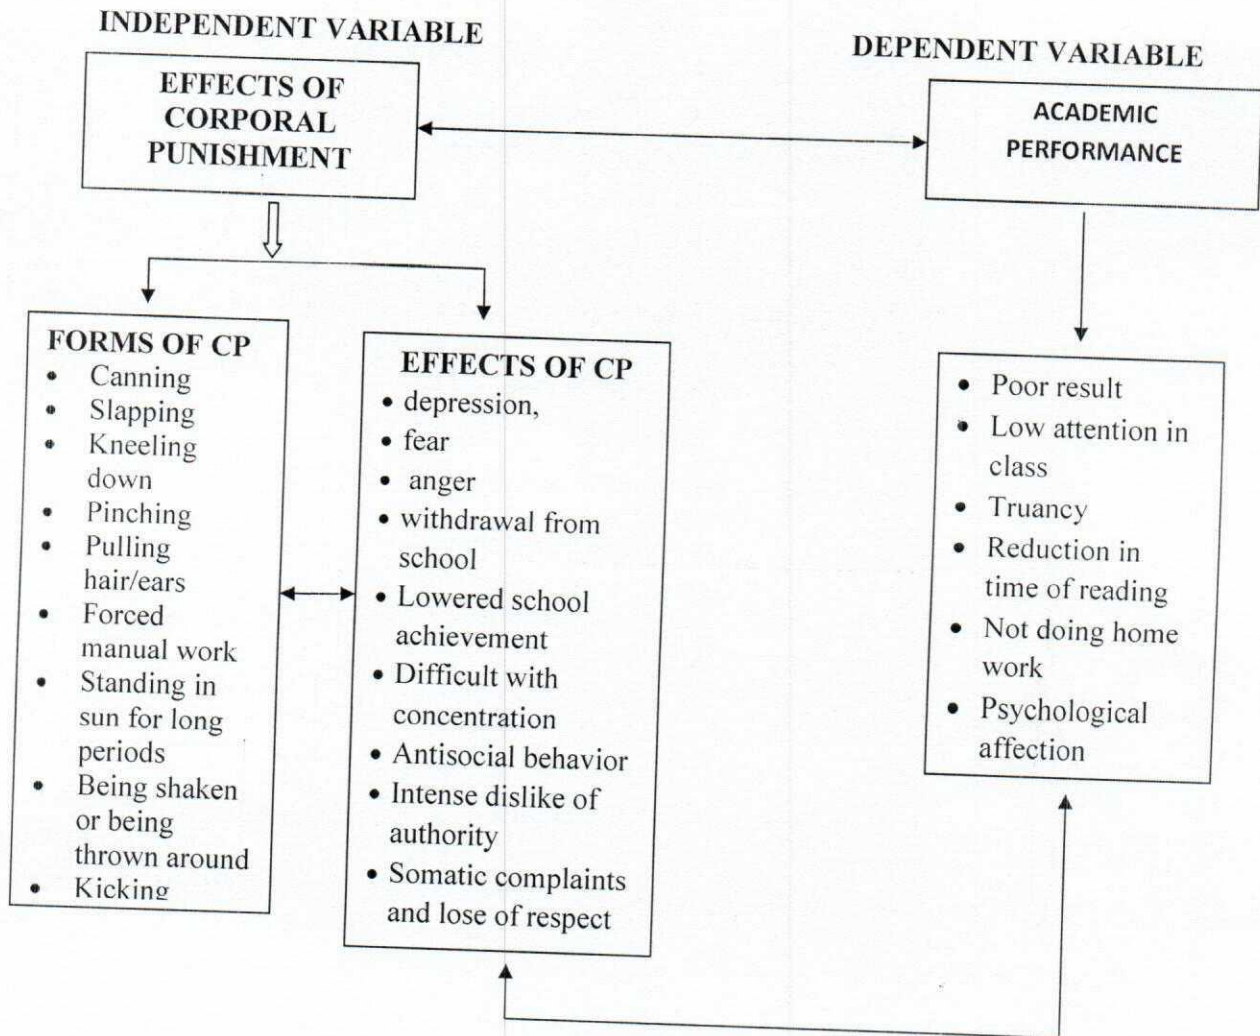 INDEPENDENT VARIABLE
EFFECTS OF
CORPORAL
PUNISHMENT
DEPENDENT VARIABLE
ACADEMIC
PERFORMANCE
FORMS OF CP
• Canning
• Slapping
• Kneeling
down
• Pinching
• Pulling
hair/ears
• Forced
manual work
• Standing in
sun for long
periods
• Being shaken
or being
thrown around
• Kicking
EFFECTS OF CP
• depression,
• fear
• anger
• withdrawal from
school
• Lowered school
achievement
• Difficult with
concentration
• Antisocial behavior
• Intense dislike of
authority
• Somatic complaints
and lose of respect
• Poor result
• Low attention in
class
• Truancy
• Reduction in
time of reading
• Not doing home
work
• Psychological
affection